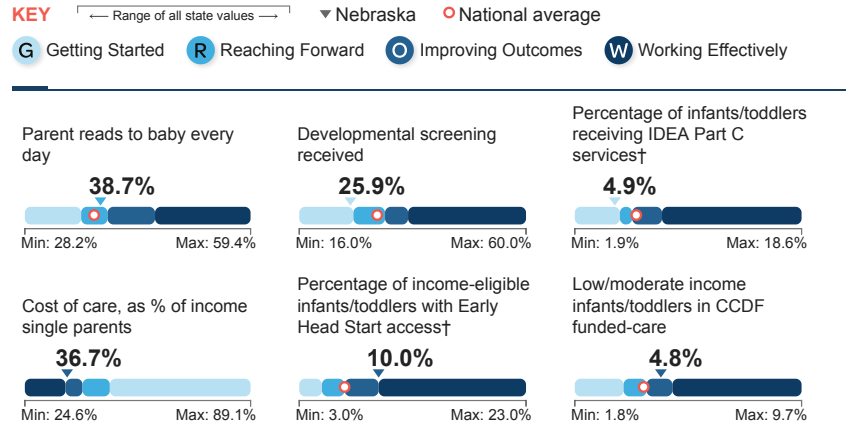 KEY
Range of all state values
Nebraska
National average
G Getting Started
R Reaching Forward
O Improving Outcomes
W Working Effectively
Parent reads to baby every
day
38.7%
Min: 28.2% Max: 59.4%
Developmental screening
received
25.9%
Min: 16.0% Max: 60.0%
Percentage of infants/toddlers
receiving IDEA Part C
services†
4.9%
Min: 1.9% Max: 18.6%
Cost of care, as % of income
single parents
36.7%
Min: 24.6% Max: 89.1%
Percentage of income-eligible
infants/toddlers with Early
Head Start access†
10.0%
Min: 3.0% Max: 23.0%
Low/moderate income
infants/toddlers in CCDF
funded-care
4.8%
Min: 1.8% Max: 9.7%